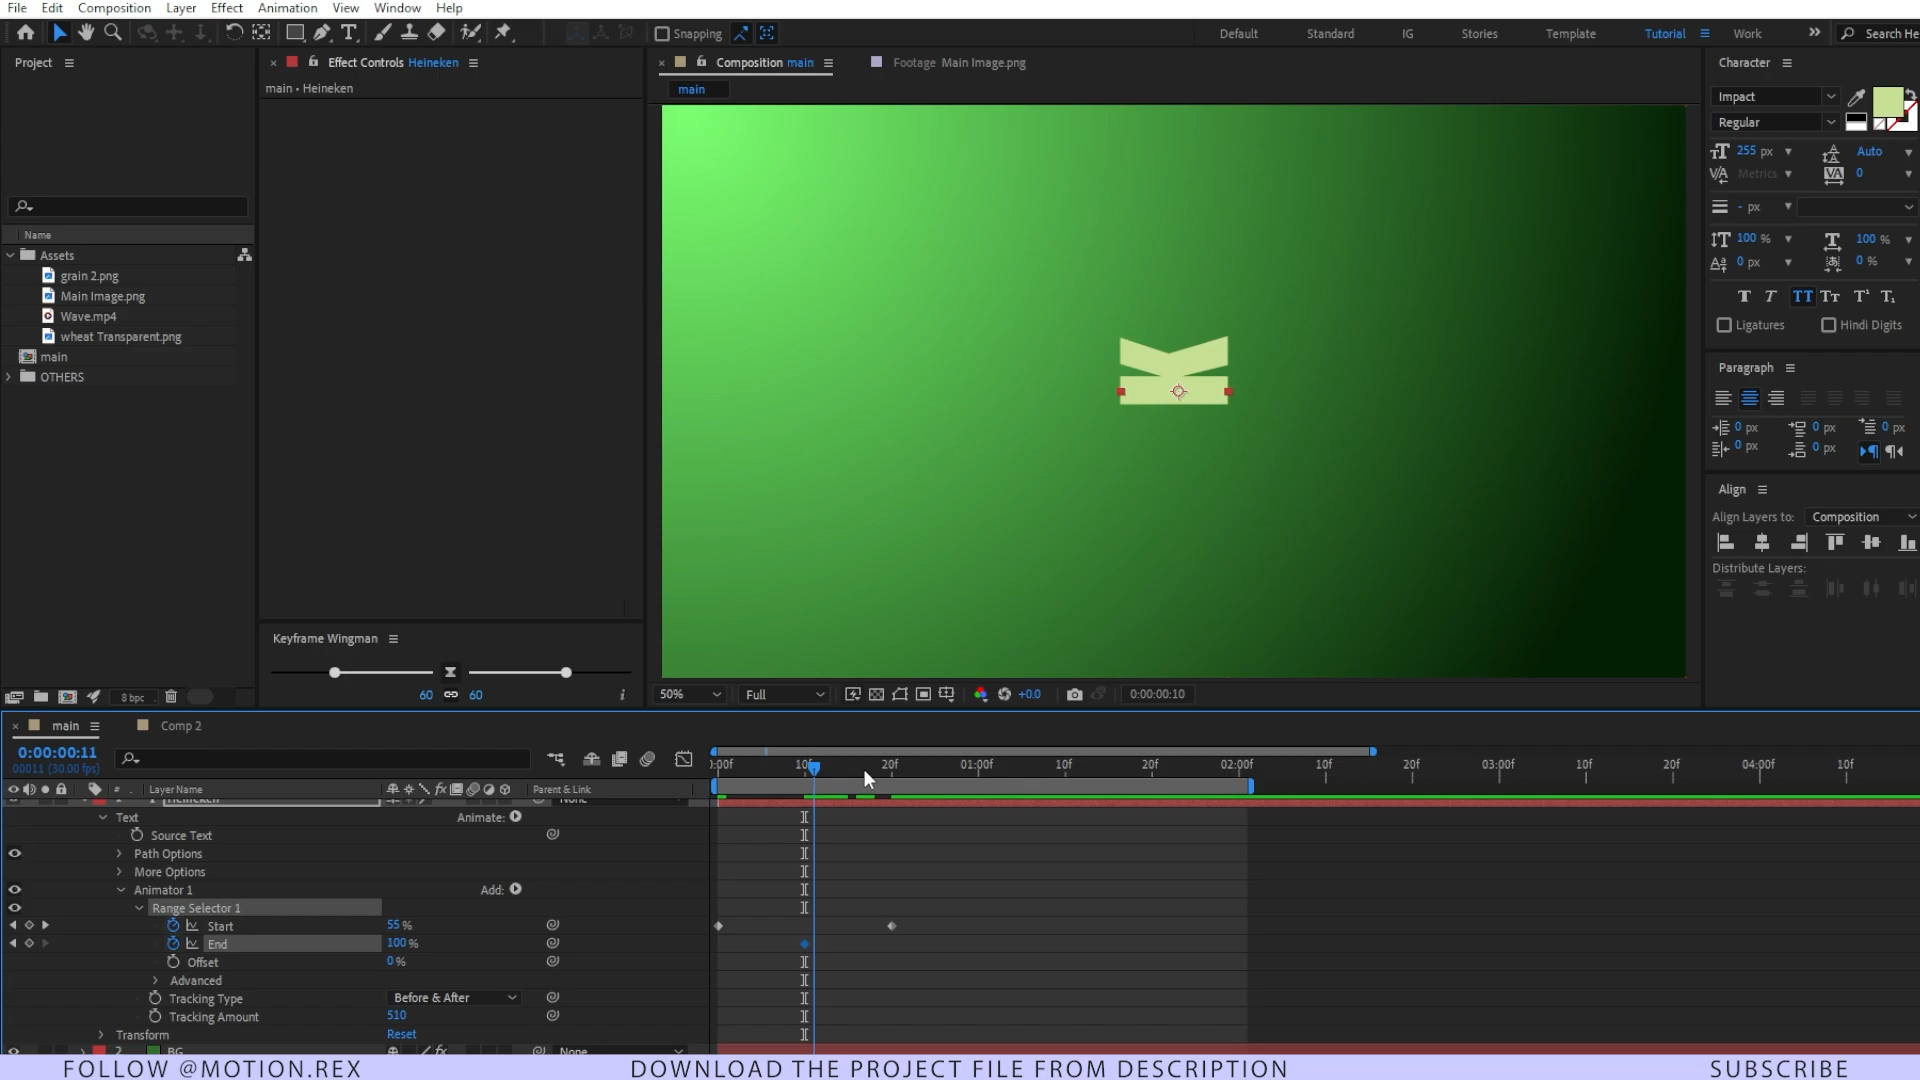 File Edit Composition Layer Effect Animation View Window Help
Snapping Default Standard IG Stories Template Tutorial Work Search He
Project
Effect Controls Heineken
Composition main
Footage Main Image.png
Character
main • Heineken
main
Impact
Regular
255 px Auto
Metrics 0
- px
100 % 100 %
0 px 0 %
Ligatures Hindi Digits
Name
Assets
grain 2.png
Main Image.png
Wave.mp4
wheat Transparent.png
main
OTHERS
Paragraph
0 px 0 px 0 px
0 px 0 px
Align
Align Layers to: Composition
Distribute Layers:
Keyframe Wingman
60 60
8 bpc
50% Full +0.0 0:00:00:10
main Comp 2
0:00:00:11
00011 (30.00 fps)
):00f 10f 20f 01:00f 10f 20f 02:00f 10f 20f 03:00f 10f 20f 04:00f 10f
# Layer Name fx Parent & Link
Heineken None
Text Animate:
Source Text
Path Options
More Options
Animator 1 Add:
Range Selector 1
Start 55 %
End 100 %
Offset 0 %
Advanced
Tracking Type Before & After
Tracking Amount 510
Transform Reset
2 BG fx None
FOLLOW @MOTION.REX DOWNLOAD THE PROJECT FILE FROM DESCRIPTION SUBSCRIBE